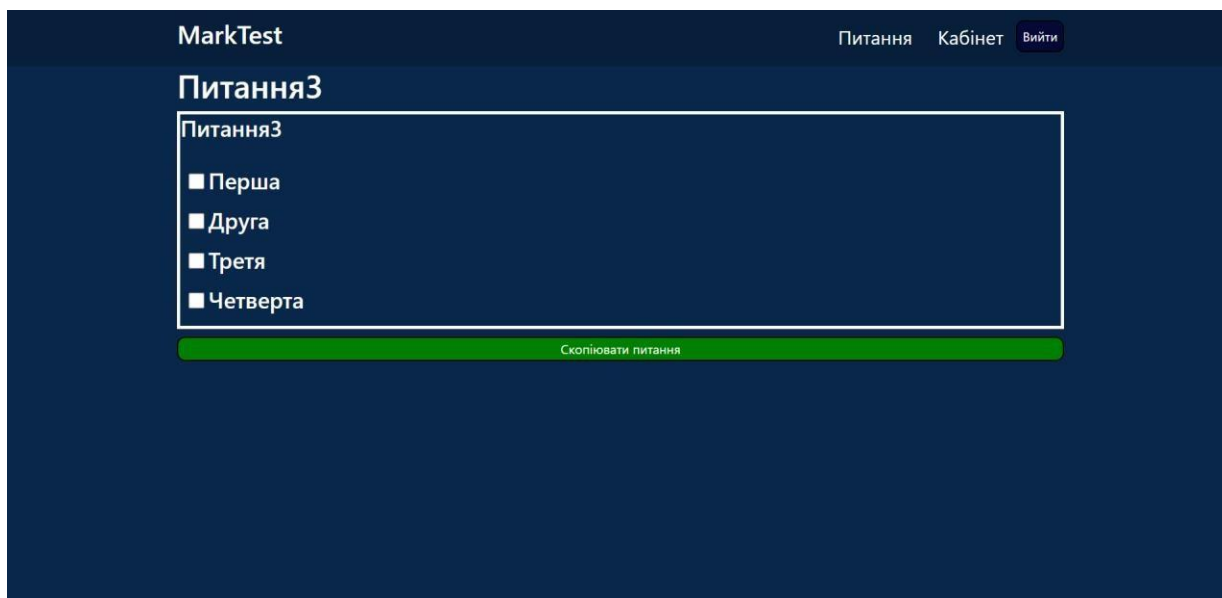 MarkTest
Питання Кабінет Вийти
Питання3
Питання3
Перша
Друга
Третя
Четверта
Скопіювати питання